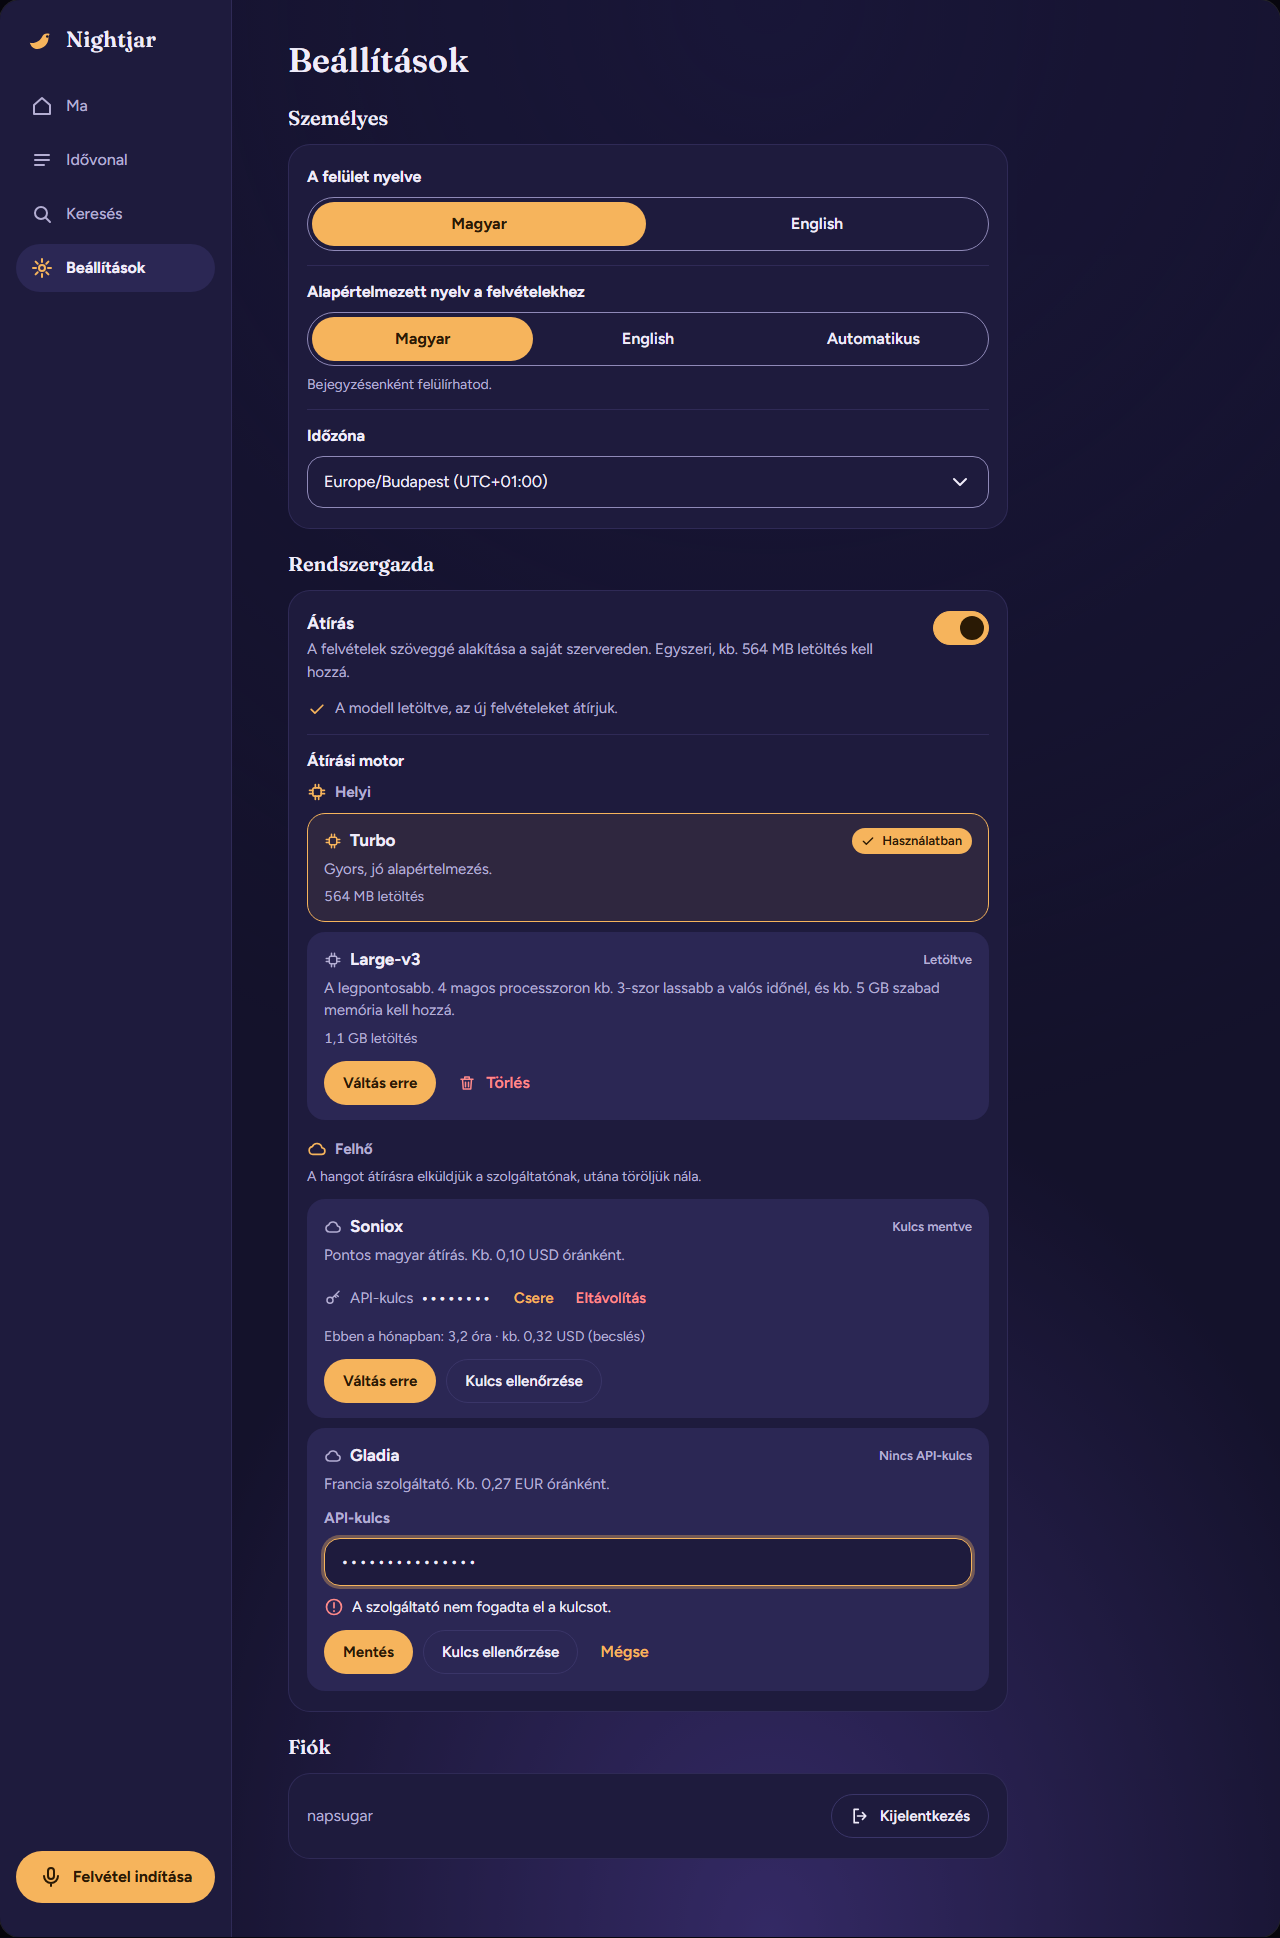 Nightjar
Ma
Idővonal
Keresés
Beállítások
Felvétel indítása
Beállítások
Személyes
A felület nyelve
Magyar English
Alapértelmezett nyelv a felvételekhez
Magyar English Automatikus
Bejegyzésenként felülírhatod.
Időzóna
Europe/Budapest (UTC+01:00)
Rendszergazda
Átírás
A felvételek szöveggé alakítása a saját szervereden. Egyszeri, kb. 564 MB letöltés kell
hozzá.
A modell letöltve, az új felvételeket átírjuk.
Átírási motor
Helyi
Turbo Használatban
Gyors, jó alapértelmezés.
564 MB letöltés
Large-v3 Letöltve
A legpontosabb. 4 magos processzoron kb. 3-szor lassabb a valós időnél, és kb. 5 GB szabad
memória kell hozzá.
1,1 GB letöltés
Váltás erre Törlés
Felhő
A hangot átírásra elküldjük a szolgáltatónak, utána töröljük nála.
Soniox Kulcs mentve
Pontos magyar átírás. Kb. 0,10 USD óránként.
API-kulcs •••••••• Csere Eltávolítás
Ebben a hónapban: 3,2 óra · kb. 0,32 USD (becslés)
Váltás erre Kulcs ellenőrzése
Gladia Nincs API-kulcs
Francia szolgáltató. Kb. 0,27 EUR óránként.
API-kulcs
•••••••••••••••
A szolgáltató nem fogadta el a kulcsot.
Mentés Kulcs ellenőrzése Mégse
Fiók
napsugar Kijelentkezés